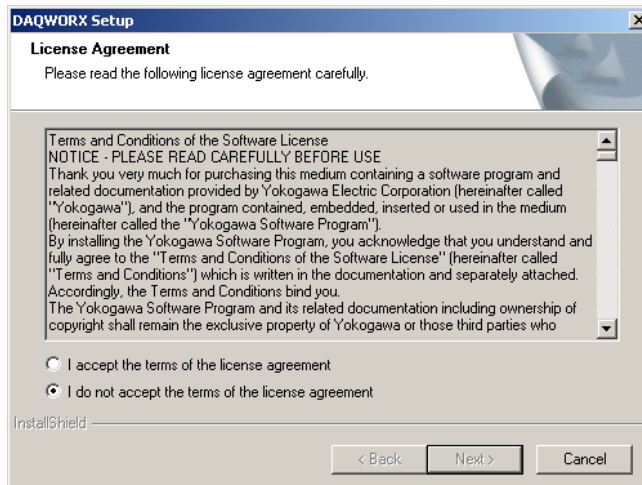 DAQWORX Setup
License Agreement
Please read the following license agreement carefully.
Terms and Conditions of the Software License
NOTICE - PLEASE READ CAREFULLY BEFORE USE
Thank you very much for purchasing this medium containing a software program and
related documentation provided by Yokogawa Electric Corporation (hereinafter called
"Yokogawa"), and the program contained, embedded, inserted or used in the medium
(hereinafter called the "Yokogawa Software Program").
By installing the Yokogawa Software Program, you acknowledge that you understand and
fully agree to the "Terms and Conditions of the Software License" (hereinafter called
"Terms and Conditions") which is written in the documentation and separately attached.
Accordingly, the Terms and Conditions bind you.
The Yokogawa Software Program and its related documentation including ownership of
copyright shall remain the exclusive property of Yokogawa or those third parties who
I accept the terms of the license agreement
I do not accept the terms of the license agreement
InstallShield
< Back Next > Cancel